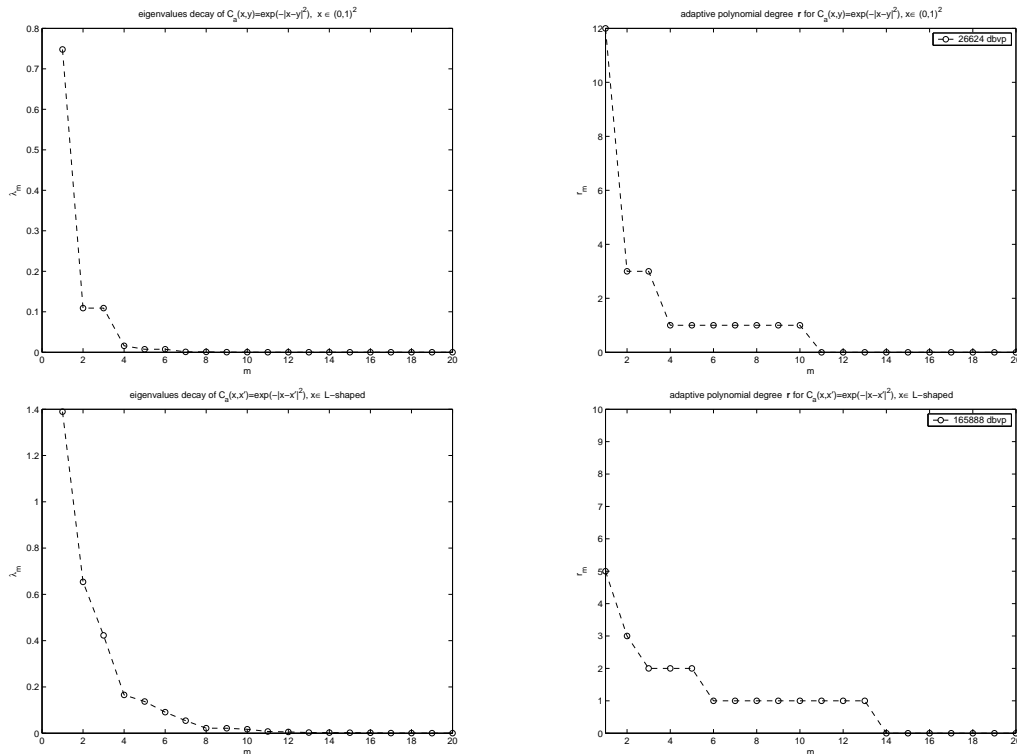 eigenvalues decay of C_a(x,y)=exp(−|x−y|²), x ∈ (0,1)²
0.8
0.7
0.6
0.5
0.4
0.3
0.2
0.1
0
λ_m
0 2 4 6 8 10 12 14 16 18 20
m
adaptive polynomial degree r for C_a(x,y)=exp(−|x−y|²), x∈ (0,1)²
26624 dbvp
12
10
8
6
4
2
0
r_m
2 4 6 8 10 12 14 16 18 20
m
eigenvalues decay of C_a(x,x')=exp(−|x−x'|²), x∈ L−shaped
1.4
1.2
1
0.8
0.6
0.4
0.2
0
λ_m
0 2 4 6 8 10 12 14 16 18 20
m
adaptive polynomial degree r for C_a(x,x')=exp(−|x−x'|²), x∈ L−shaped
165888 dbvp
10
9
8
7
6
5
4
3
2
1
0
r_m
2 4 6 8 10 12 14 16 18 20
m